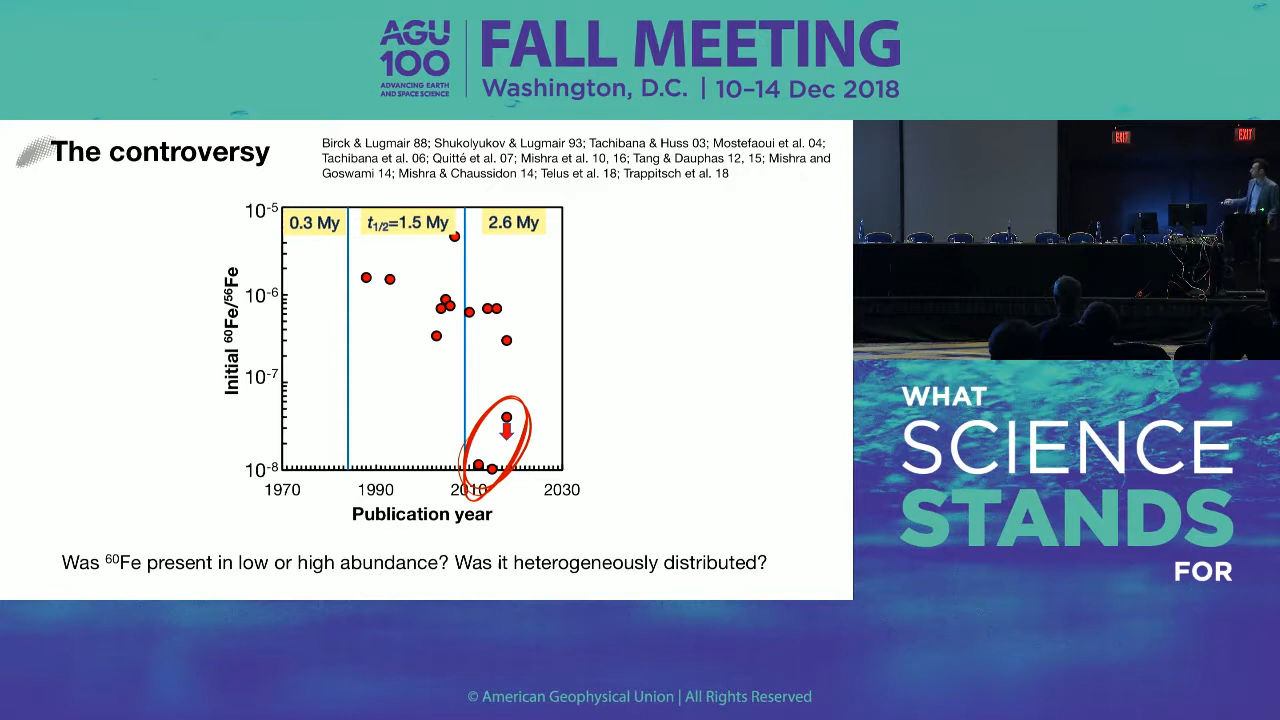 AGU
100
ADVANCING EARTH
AND SPACE SCIENCE
FALL MEETING
Washington, D.C. | 10–14 Dec 2018
The controversy
Birck & Lugmair 88; Shukolyukov & Lugmair 93; Tachibana & Huss 03; Mostefaoui et al. 04;
Tachibana et al. 06; Quitté et al. 07; Mishra et al. 10, 16; Tang & Dauphas 12, 15; Mishra and
Goswami 14; Mishra & Chaussidon 14; Telus et al. 18; Trappitsch et al. 18
10⁻⁵
0.3 My
t₁/₂=1.5 My
2.6 My
10⁻⁶
10⁻⁷
10⁻⁸
Initial ⁶⁰Fe/⁵⁶Fe
1970
1990
2010
2030
Publication year
Was ⁶⁰Fe present in low or high abundance? Was it heterogeneously distributed?
EXIT
EXIT
WHAT
SCIENCE
STANDS
FOR
© American Geophysical Union | All Rights Reserved